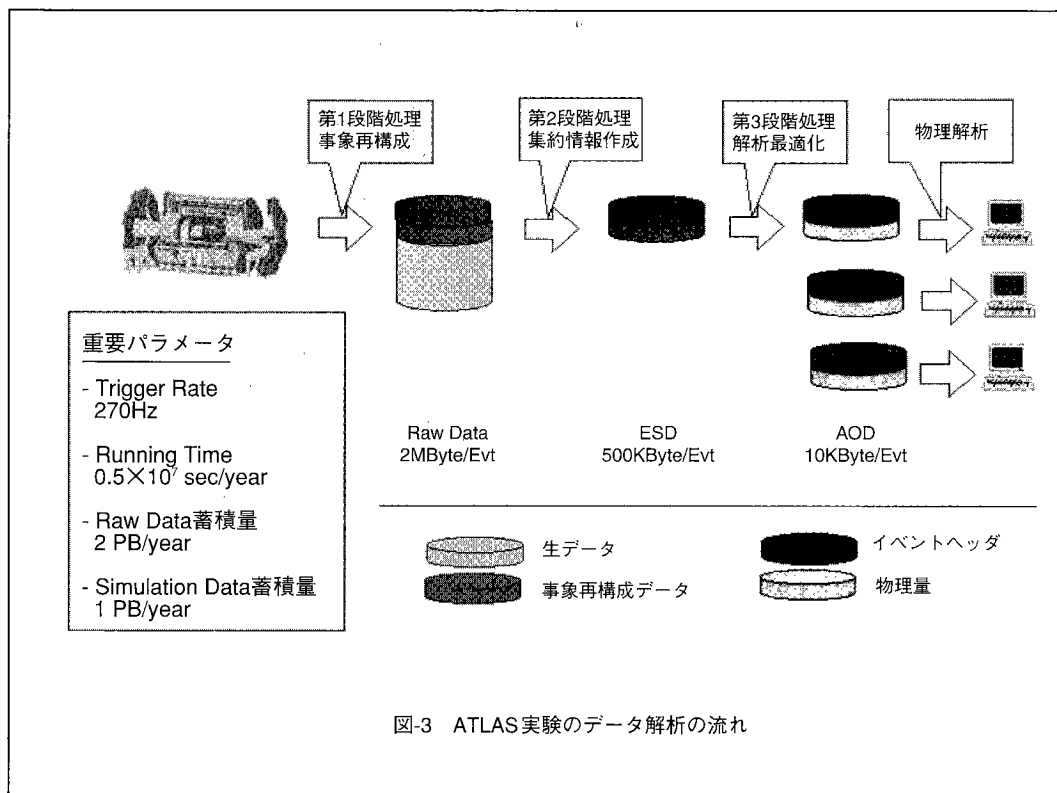 第1段階処理
事象再構成
第2段階処理
集約情報作成
第3段階処理
解析最適化
物理解析
重要パラメータ
- Trigger Rate
270Hz
- Running Time
0.5×10⁷ sec/year
- Raw Data蓄積量
2 PB/year
- Simulation Data蓄積量
1 PB/year
Raw Data
2MByte/Evt
ESD
500KByte/Evt
AOD
10KByte/Evt
生データ
イベントヘッダ
事象再構成データ
物理量
図-3 ATLAS実験のデータ解析の流れ